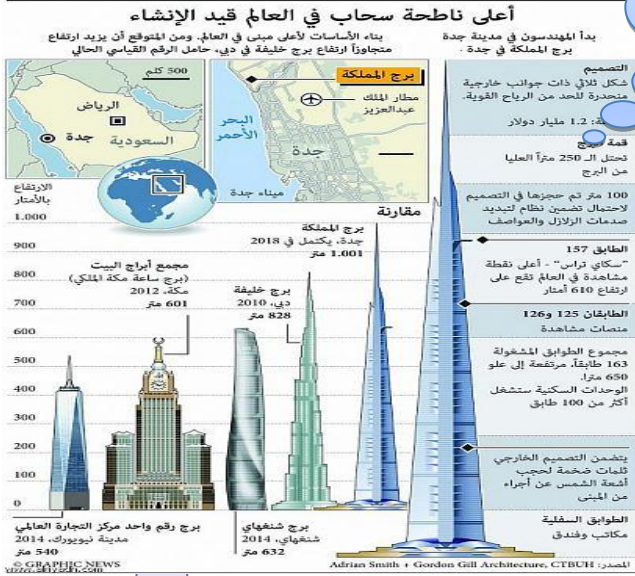 أعلى ناطحة سحاب في العالم قيد الإنشاء
بدأ المهندسون في مدينة جدة
بناء الأساسات لأعلى مبنى في العالم. ومن المتوقع أن يزيد ارتفاع
برج المملكة في جدة .
متجاوزاً ارتفاع برج خليفة في دبي، حامل الرقم القياسي الحالي
500 كلم
الرياض
جدة
السعودية
برج المملكة
مطار الملك
عبدالعزيز
البحر
الأحمر
جدة
ميناء جدة
التصميم
شكل ثلاثي ذات جوانب خارجية
منحدرة للحد من الرياح القوية.
1.2 مليار دولار
قمة البرج
تحتل الـ 250 متراً العليا
من البرج
100 متر تم حجزها في التصميم
لاحتمال تضمين نظام لتبديد
صدمات الزلازل والعواصف
الطابق 157
"سكاي تراس" - أعلى نقطة
مشاهدة في العالم تقع على
ارتفاع 610 أمتار
الطابقان 125 و126
منصات مشاهدة
مجموع الطوابق المشغولة
163 طابقاً، مرتفعة إلى علو
650 مترا.
الوحدات السكنية ستشغل
أكثر من 100 طابق
يتضمن التصميم الخارجي
ثلمات ضخمة لحجب
أشعة الشمس عن أجراء
من المبنى
الطوابق السفلية
مكاتب وفندق
مقارنة
الارتفاع
بالأمتار
1.000
900
800
700
600
500
400
300
200
100
0
برج المملكة
جدة، يكتمل في 2018
1.001 متر
برج خليفة
دبي، 2010
828 متر
مجمع أبراج البيت
(برج ساعة مكة الملكي)
مكة، 2012
601 متر
برج شنغهاي
شنغهاي، 2014
632 متر
برج رقم واحد مركز التجارة العالمي
مدينة نيويورك، 2014
540 متر
المصدر: Adrian Smith + Gordon Gill Architecture, CTBUH
© GRAPHIC NEWS